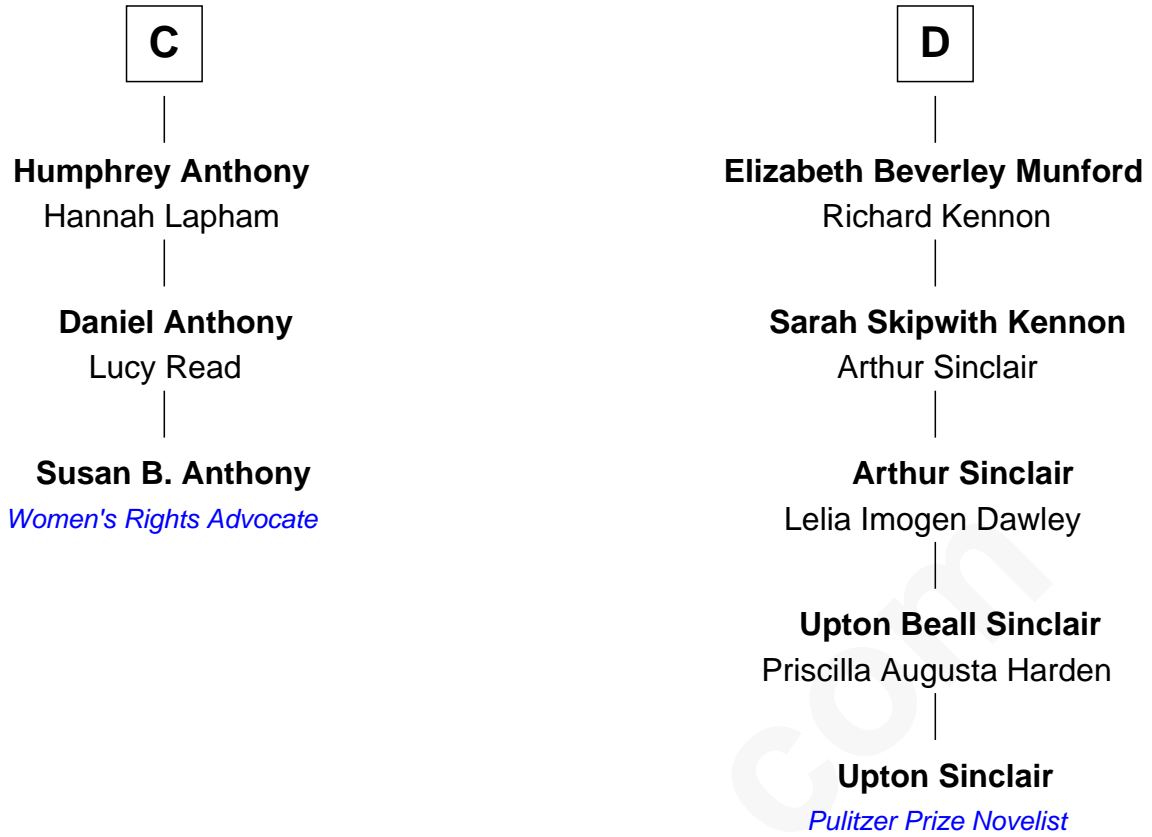 C
Humphrey Anthony
Hannah Lapham
Daniel Anthony
Lucy Read
Susan B. Anthony
Women's Rights Advocate
D
Elizabeth Beverley Munford
Richard Kennon
Sarah Skipwith Kennon
Arthur Sinclair
Arthur Sinclair
Lelia Imogen Dawley
Upton Beall Sinclair
Priscilla Augusta Harden
Upton Sinclair
Pulitzer Prize Novelist
com